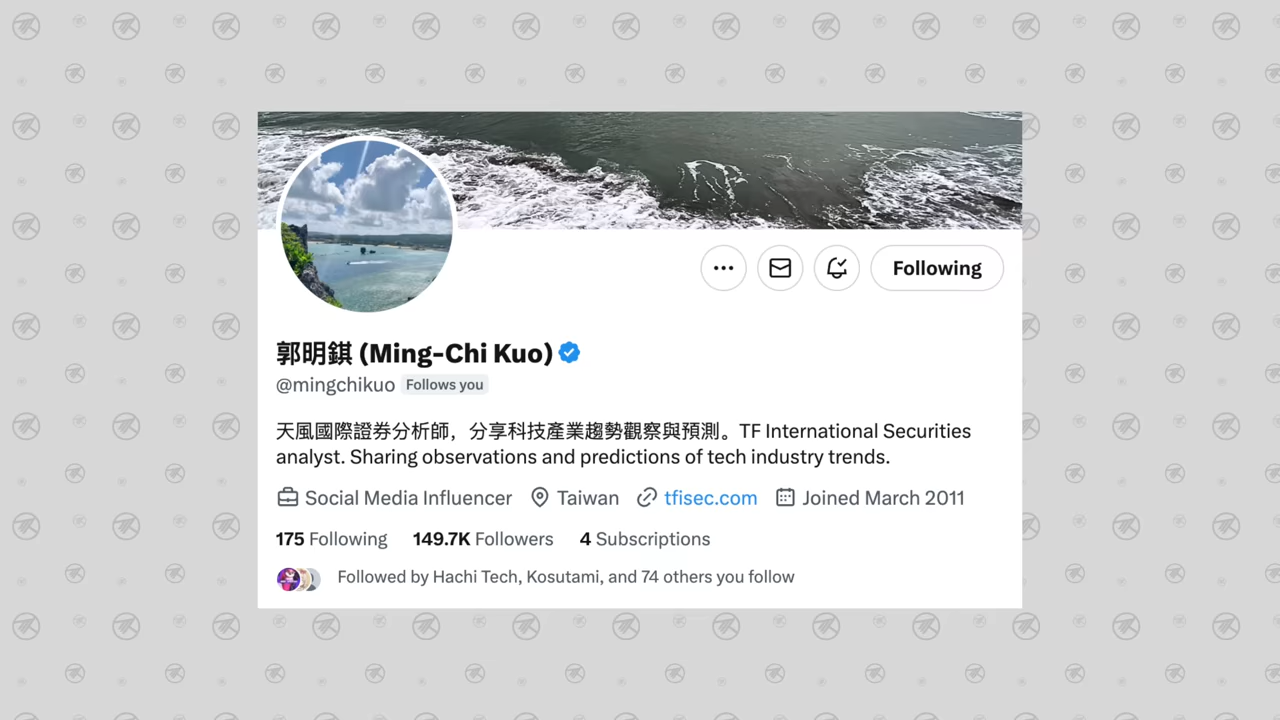 Following
郭明錤 (Ming-Chi Kuo)
@mingchikuo Follows you
天風國際證券分析師，分享科技產業趨勢觀察與預測。TF International Securities
analyst. Sharing observations and predictions of tech industry trends.
Social Media Influencer Taiwan tfisec.com Joined March 2011
175 Following 149.7K Followers 4 Subscriptions
Followed by Hachi Tech, Kosutami, and 74 others you follow